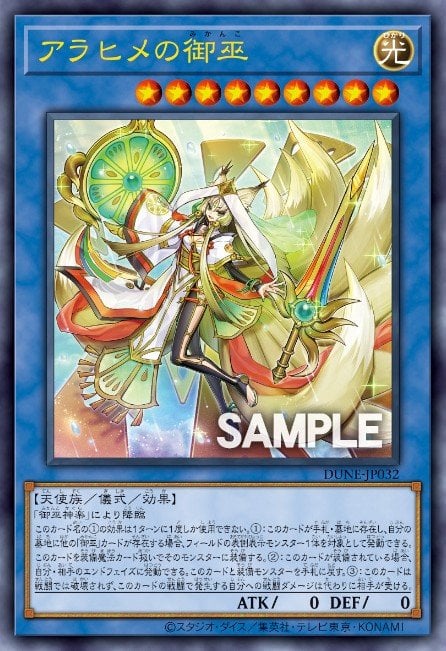 アラヒメの御巫
みかんこ
光
ひかり
SAMPLE
DUNE-JP032
【天使族/儀式/効果】
「御巫神楽」により降臨
このカード名の①の効果は1ターンに1度しか使用できない。①:このカードが手札・墓地に存在し、自分の
墓地に他の「御巫」カードが存在する場合、フィールドの表側表示モンスター1体を対象として発動できる。
このカードを装備魔法カード扱いでそのモンスターに装備する。②:このカードが装備されている場合、
自分・相手のエンドフェイズに発動できる。このカードと装備モンスターを手札に戻す。③:このカードは
戦闘では破壊されず、このカードの戦闘で発生する自分への戦闘ダメージは代わりに相手が受ける。
ATK/ 0 DEF/ 0
©スタジオ・ダイス/集英社・テレビ東京・KONAMI